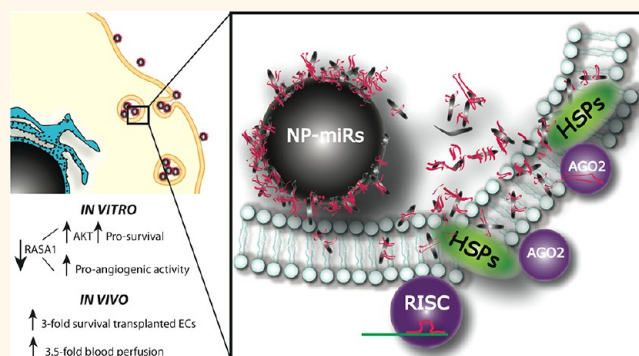 NP-miRs
HSPs
AGO2
HSPs
AGO2
RISC
IN VITRO
RASA1
AKT Pro-survival
Pro-angiogenic activity
IN VIVO
3-fold survival transplanted ECs
3.5-fold blood perfusion